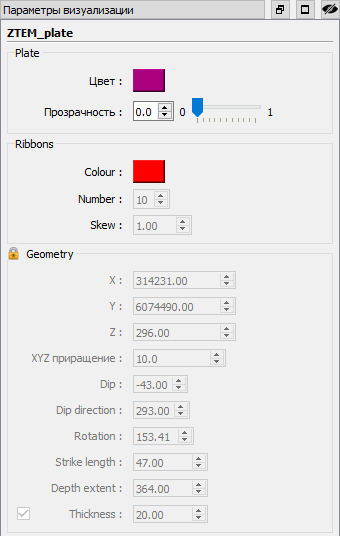 Параметры визуализации
ZTEM_plate
Plate
Цвет :
Прозрачность : 0.0 0 1
Ribbons
Colour :
Number : 10
Skew : 1.00
Geometry
X : 314231.00
Y : 6074490.00
Z : 296.00
XYZ приращение : 10.0
Dip : -43.00
Dip direction : 293.00
Rotation : 153.41
Strike length : 47.00
Depth extent : 364.00
Thickness : 20.00